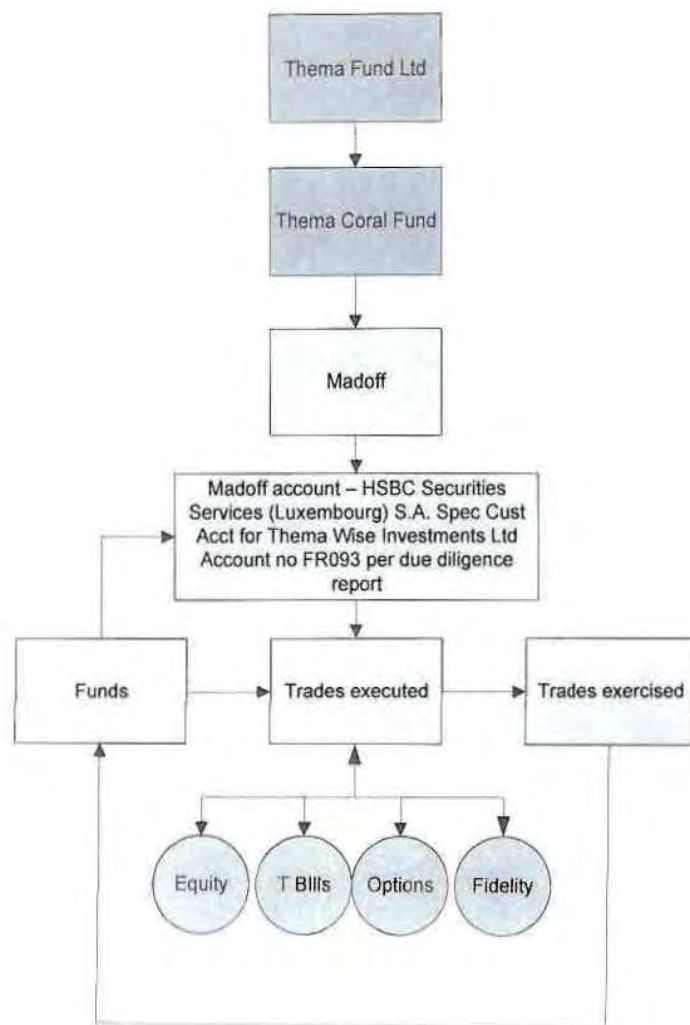 Thema Fund Ltd
Thema Coral Fund
Madoff
Madoff account – HSBC Securities
Services (Luxembourg) S.A. Spec Cust
Acct for Thema Wise Investments Ltd
Account no FR093 per due diligence
report
Funds
Trades executed
Trades exercised
Equity
T BIlls
Options
Fidelity